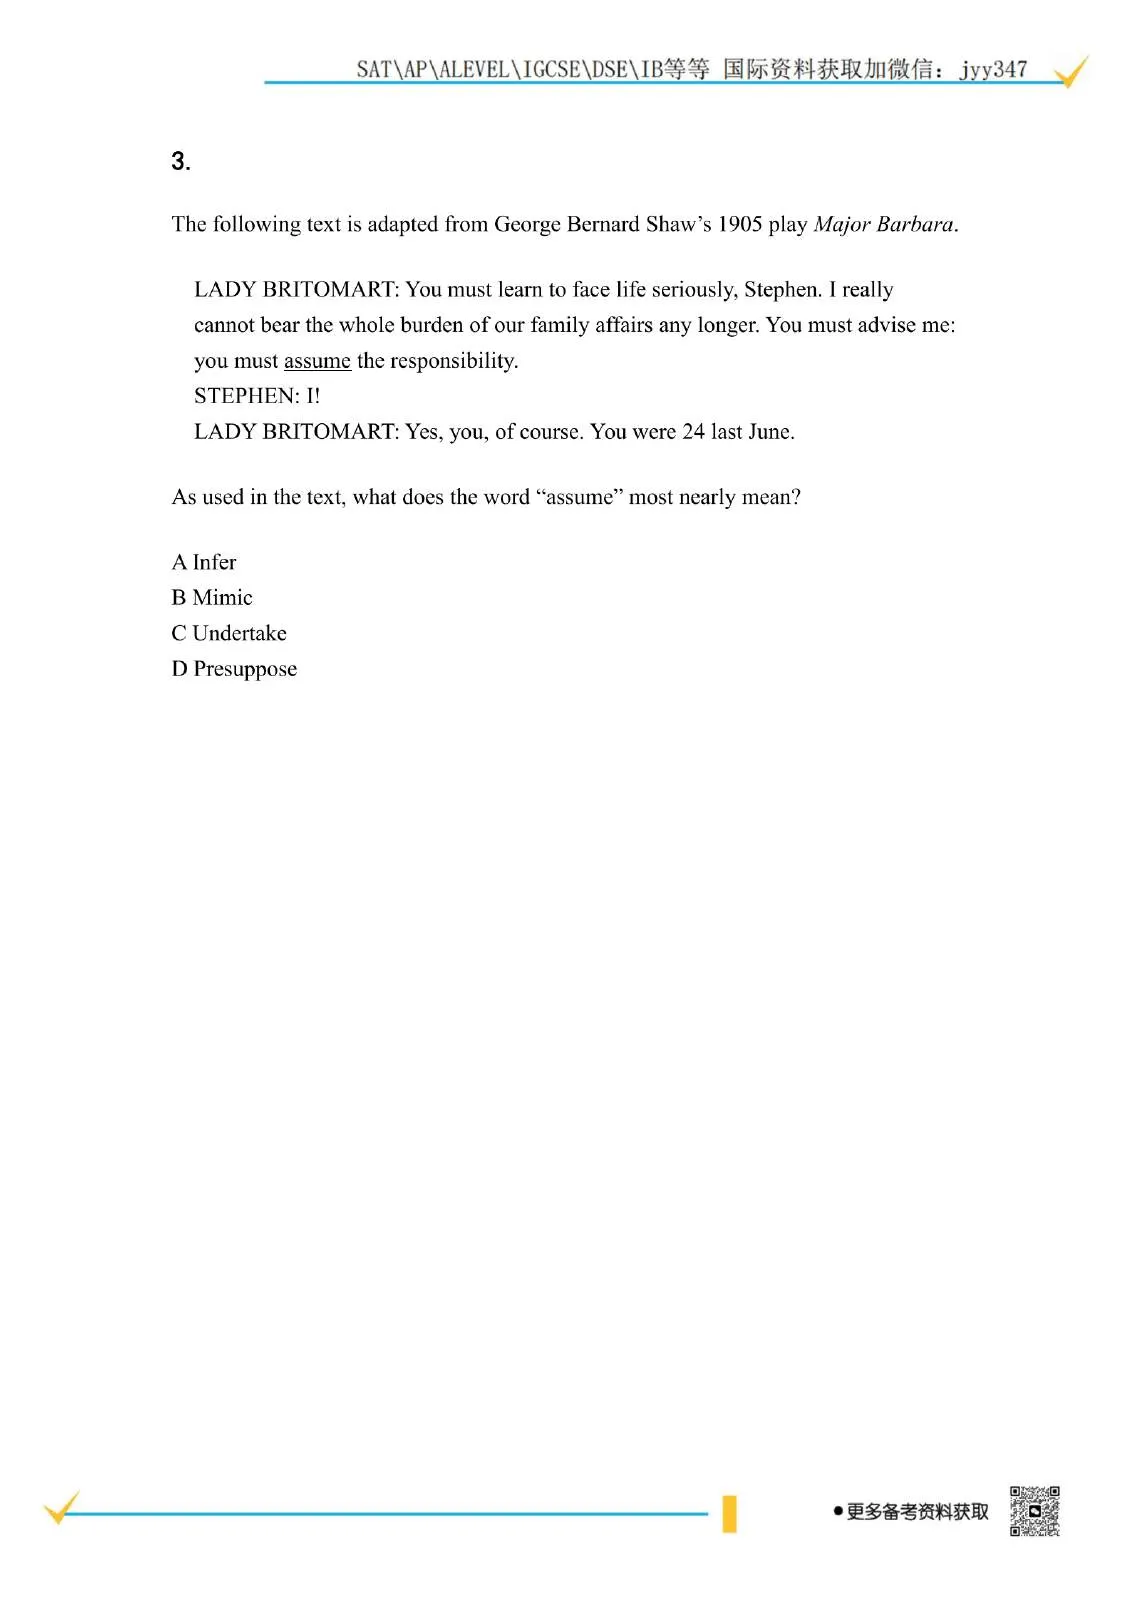 SAT\AP\ALEVEL\IGCSE\DSE\IB等等 国际资料获取加微信：jyy347
3.
The following text is adapted from George Bernard Shaw’s 1905 play Major Barbara.
LADY BRITOMART: You must learn to face life seriously, Stephen. I really
cannot bear the whole burden of our family affairs any longer. You must advise me:
you must assume the responsibility.
STEPHEN: I!
LADY BRITOMART: Yes, you, of course. You were 24 last June.
As used in the text, what does the word “assume” most nearly mean?
A Infer
B Mimic
C Undertake
D Presuppose
●更多备考资料获取